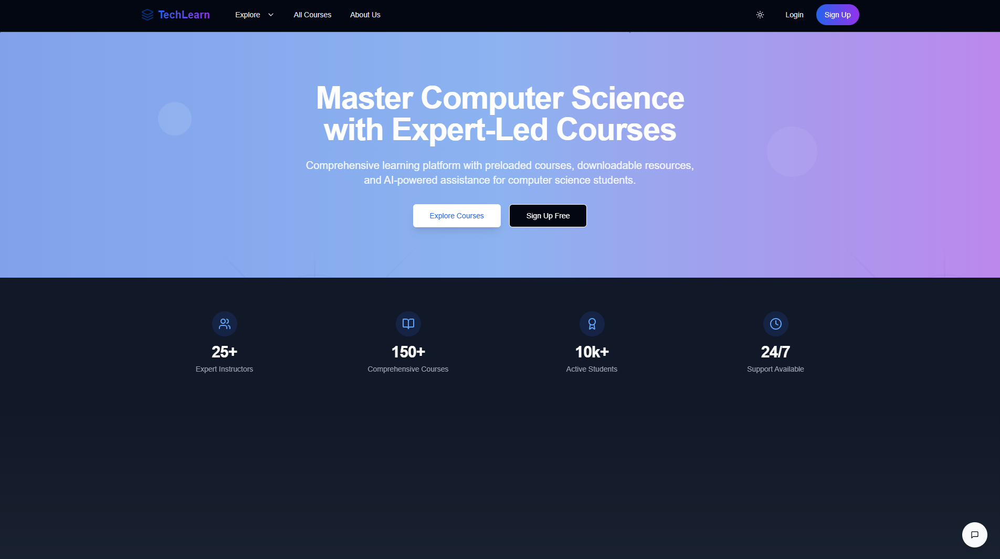 TechLearn
Explore
All Courses
About Us
Login
Sign Up
Master Computer Science
with Expert-Led Courses
Comprehensive learning platform with preloaded courses, downloadable resources,
and AI-powered assistance for computer science students.
Explore Courses
Sign Up Free
25+
Expert Instructors
150+
Comprehensive Courses
10k+
Active Students
24/7
Support Available